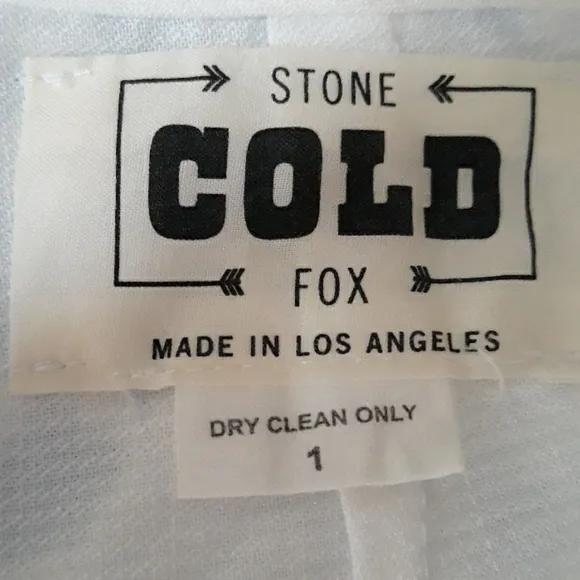 STONE
COLD
FOX
MADE IN LOS ANGELES
DRY CLEAN ONLY
1